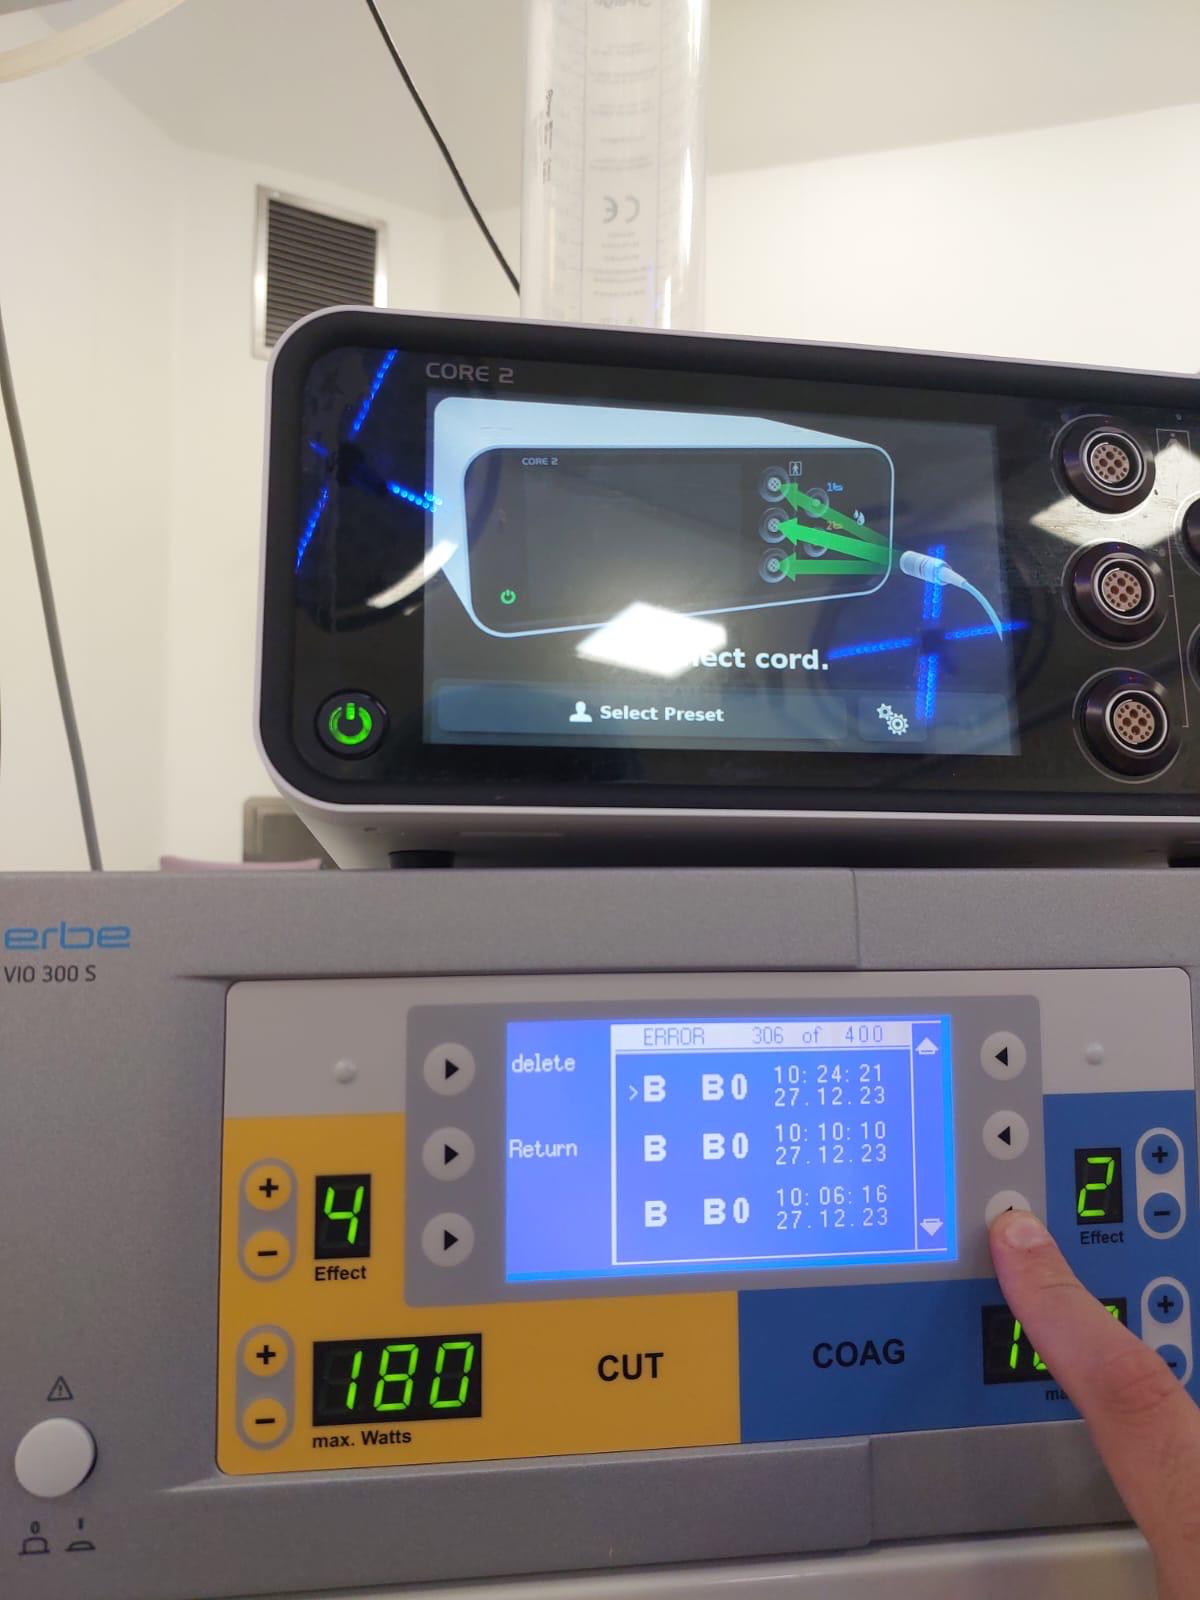 CE
CORE 2
CORE 2
cord.
Select Preset
erbe
VIO 300 S
ERROR 306 of 400
delete
>B B0 10:24:21
27.12.23
Return
B B0 10:10:10
27.12.23
B B0 10:06:16
27.12.23
+
-
4
Effect
+
-
2
Effect
+
-
180
max. Watts
CUT
COAG
+
-
0 I